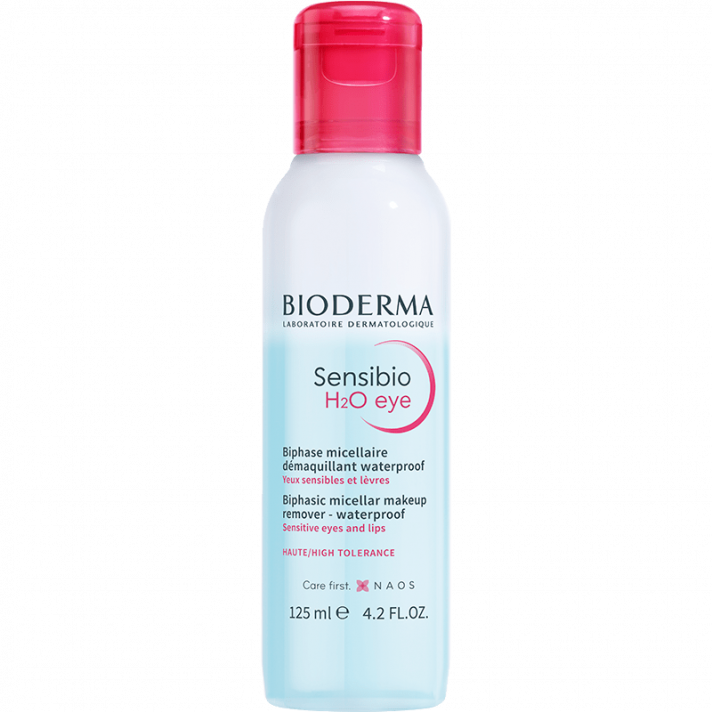 BIODERMA
LABORATOIRE DERMATOLOGIQUE
Sensibio
H2O eye
Biphase micellaire
démaquillant waterproof
Yeux sensibles et lèvres
Biphasic micellar makeup
remover - waterproof
Sensitive eyes and lips
HAUTE/HIGH TOLERANCE
Care first. NAOS
125 ml ℮ 4.2 FL.OZ.